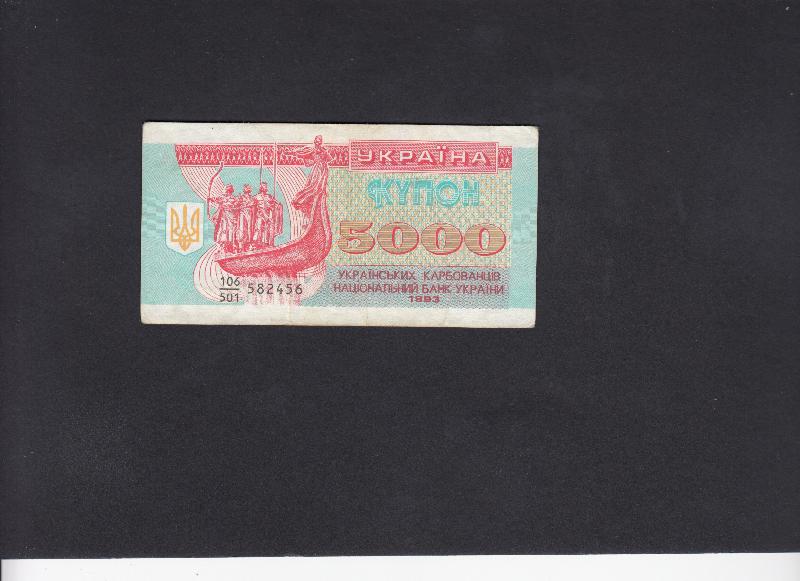 УКРАЇНА
КУПОН
5000
УКРАЇНСЬКИХ КАРБОВАНЦІВ
НАЦІОНАЛЬНИЙ БАНК УКРАЇНИ
1993
106
501 582456